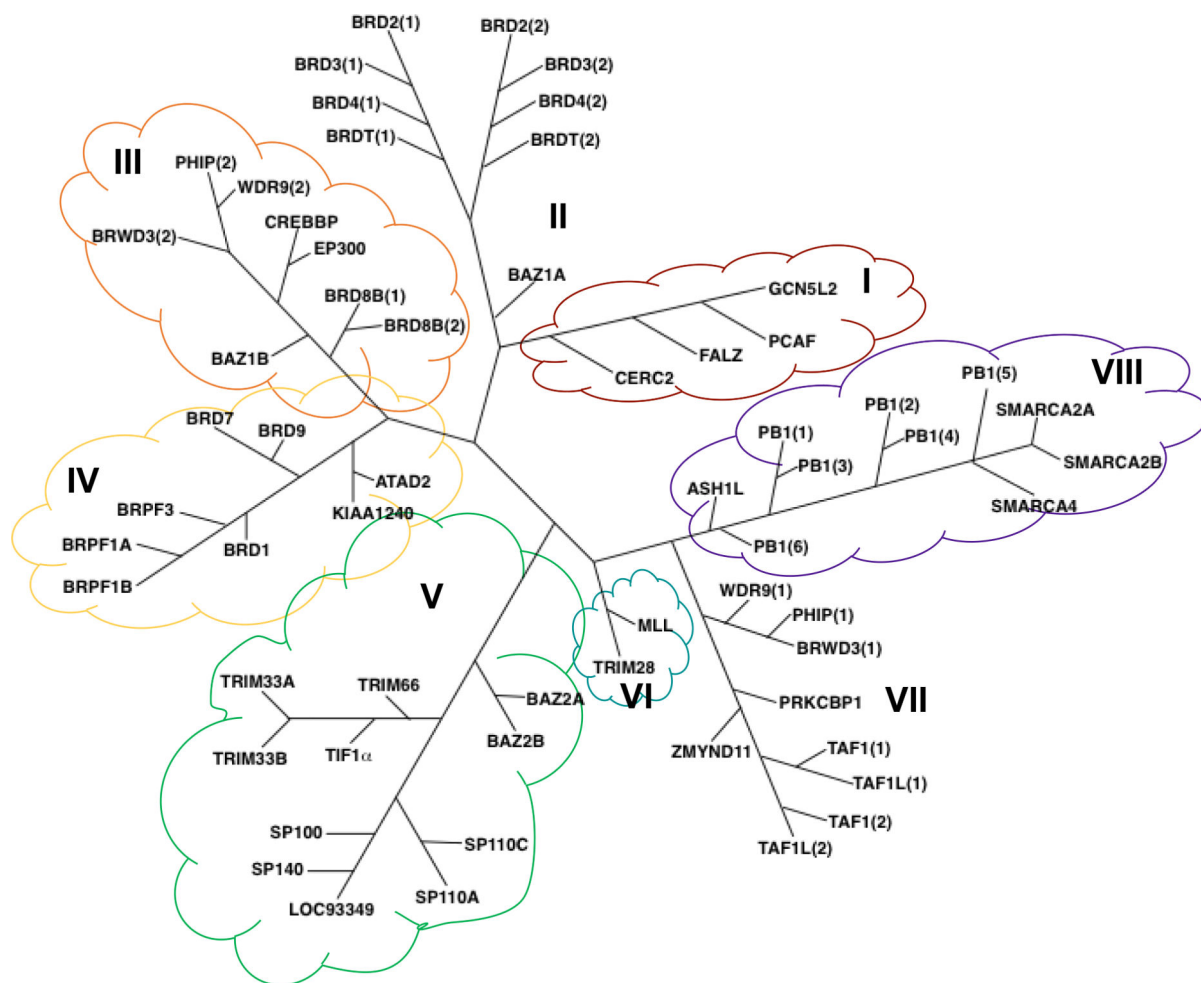 BRD2(1)
BRD2(2)
BRD3(1)
BRD3(2)
BRD4(1)
BRD4(2)
BRDT(1)
BRDT(2)
III
PHIP(2)
WDR9(2)
CREBBP
BRWD3(2)
EP300
II
BAZ1A
I
GCN5L2
BRD8B(1)
BRD8B(2)
PCAF
BAZ1B
FALZ
CERC2
VIII
PB1(5)
PB1(2)
SMARCA2A
BRD7
BRD9
PB1(1)
PB1(4)
SMARCA2B
PB1(3)
IV
ATAD2
ASH1L
SMARCA4
BRPF3
KIAA1240
BRPF1A
BRD1
PB1(6)
BRPF1B
V
WDR9(1)
PHIP(1)
MLL
BRWD3(1)
TRIM28
VI
TRIM33A
TRIM66
BAZ2A
PRKCBP1
VII
BAZ2B
TRIM33B
TIF1α
ZMYND11
TAF1(1)
TAF1L(1)
SP100
SP110C
TAF1(2)
TAF1L(2)
SP140
SP110A
LOC93349